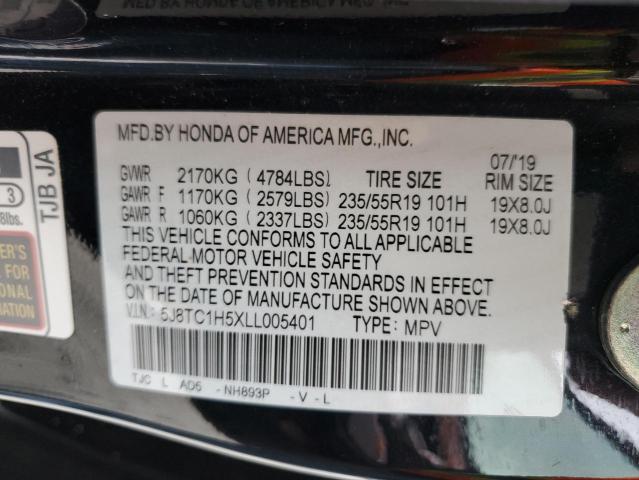 MFD.BY HONDA OF AMERICA MFG.,INC.
07/'19
GVWR 2170KG ( 4784LBS) TIRE SIZE RIM SIZE
GAWR F 1170KG ( 2579LBS) 235/55R19 101H 19X8.0J
GAWR R 1060KG ( 2337LBS) 235/55R19 101H 19X8.0J
THIS VEHICLE CONFORMS TO ALL APPLICABLE
FEDERAL MOTOR VEHICLE SAFETY
AND THEFT PREVENTION STANDARDS IN EFFECT
ON THE DATE OF MANUFACTURE SHOWN ABOVE.
V.I.N.: 5J8TC1H5XLL005401 TYPE: MPV
TJC L AD6 - NH893P - V - L
TJB JA
3
8lbs.
FOR